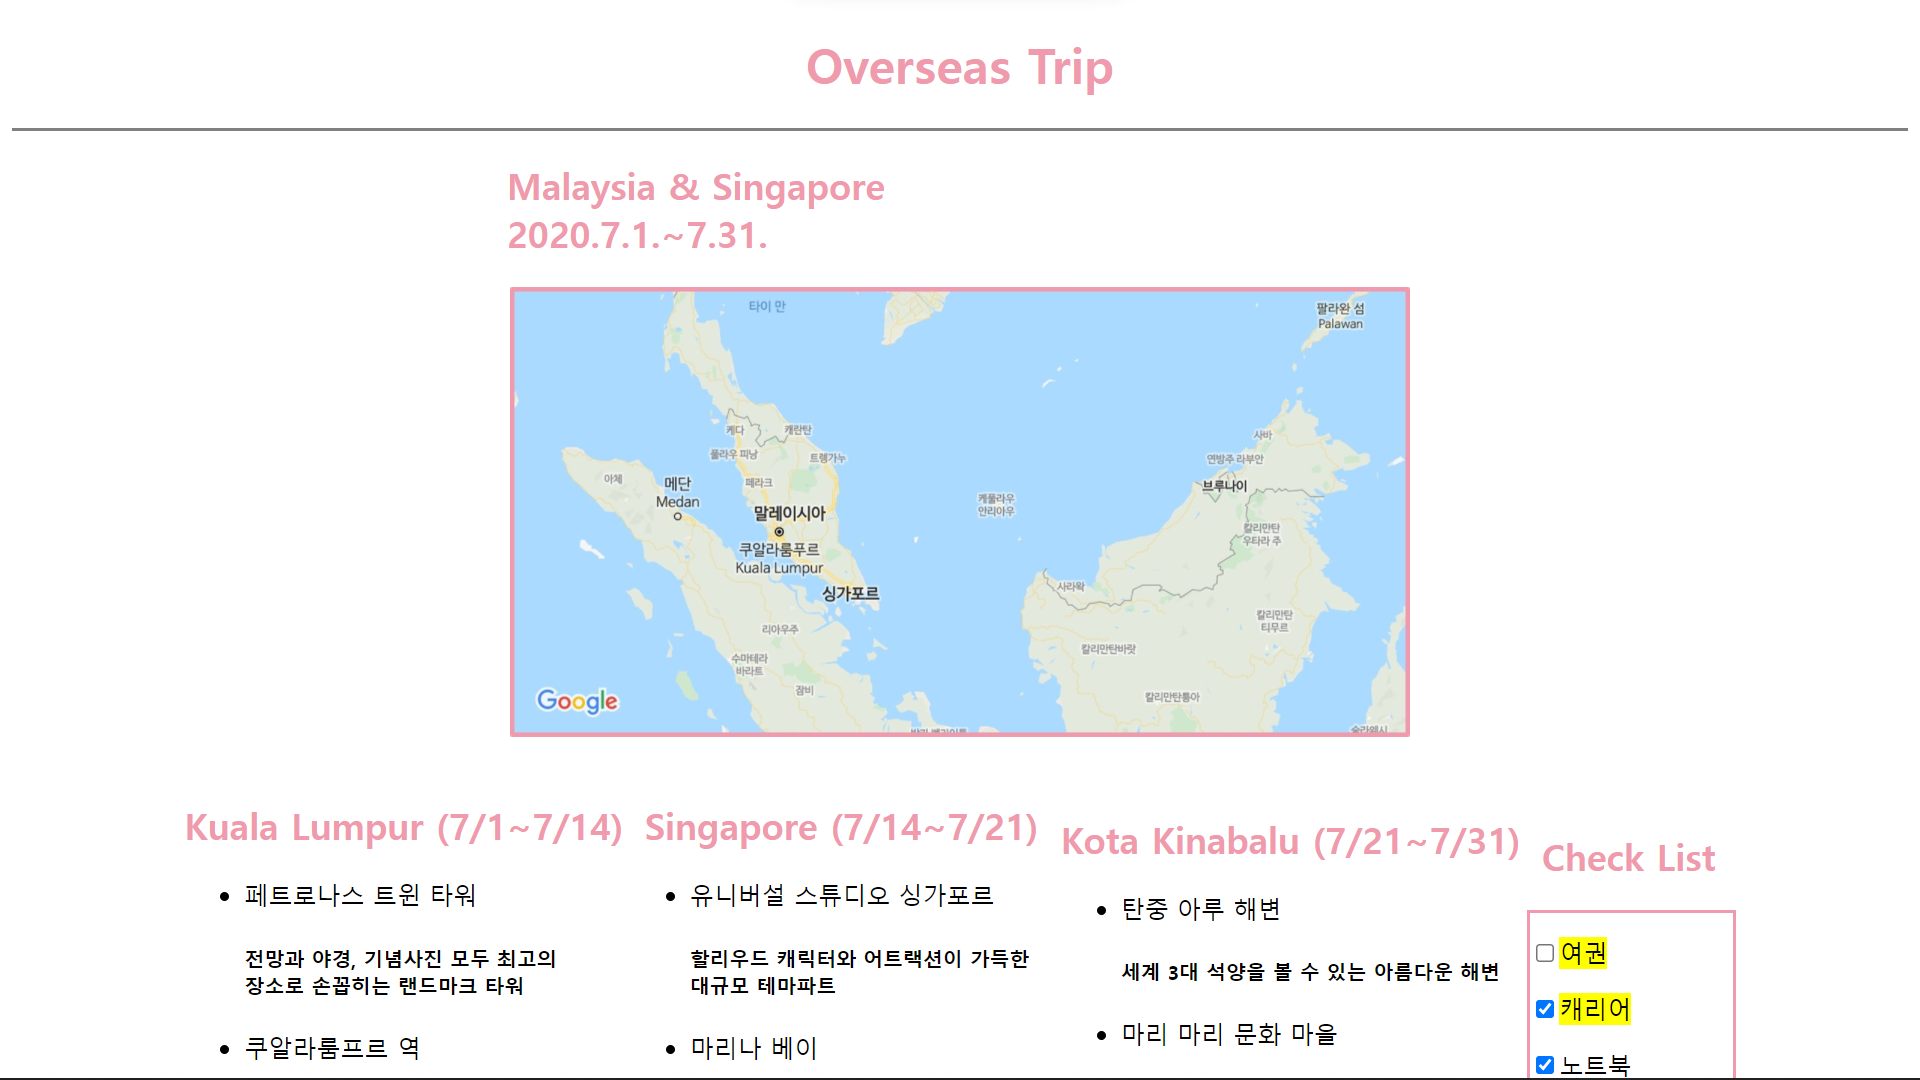 Overseas Trip
Malaysia & Singapore
2020.7.1.~7.31.
타이 만
팔라완 섬
Palawan
케다
캐란탄
풀라우 피낭
트렝가누
페라크
아체
메단
Medan
말레이시아
쿠알라룸푸르
Kuala Lumpur
싱가포르
케풀라우
안리아우
사바
연방주 라부안
브루나이
칼리만탄
우타라 주
사라왁
칼리만탄
티무르
칼리만탄바랏
칼리만탄틍아
리아우주
수마테라
바라트
잠비
Google
Kuala Lumpur (7/1~7/14)
페트로나스 트윈 타워
전망과 야경, 기념사진 모두 최고의
장소로 손꼽히는 랜드마크 타워
쿠알라룸프르 역
Singapore (7/14~7/21)
유니버설 스튜디오 싱가포르
할리우드 캐릭터와 어트랙션이 가득한
대규모 테마파트
마리나 베이
Kota Kinabalu (7/21~7/31)
탄중 아루 해변
세계 3대 석양을 볼 수 있는 아름다운 해변
마리 마리 문화 마을
Check List
여권
캐리어
노트북